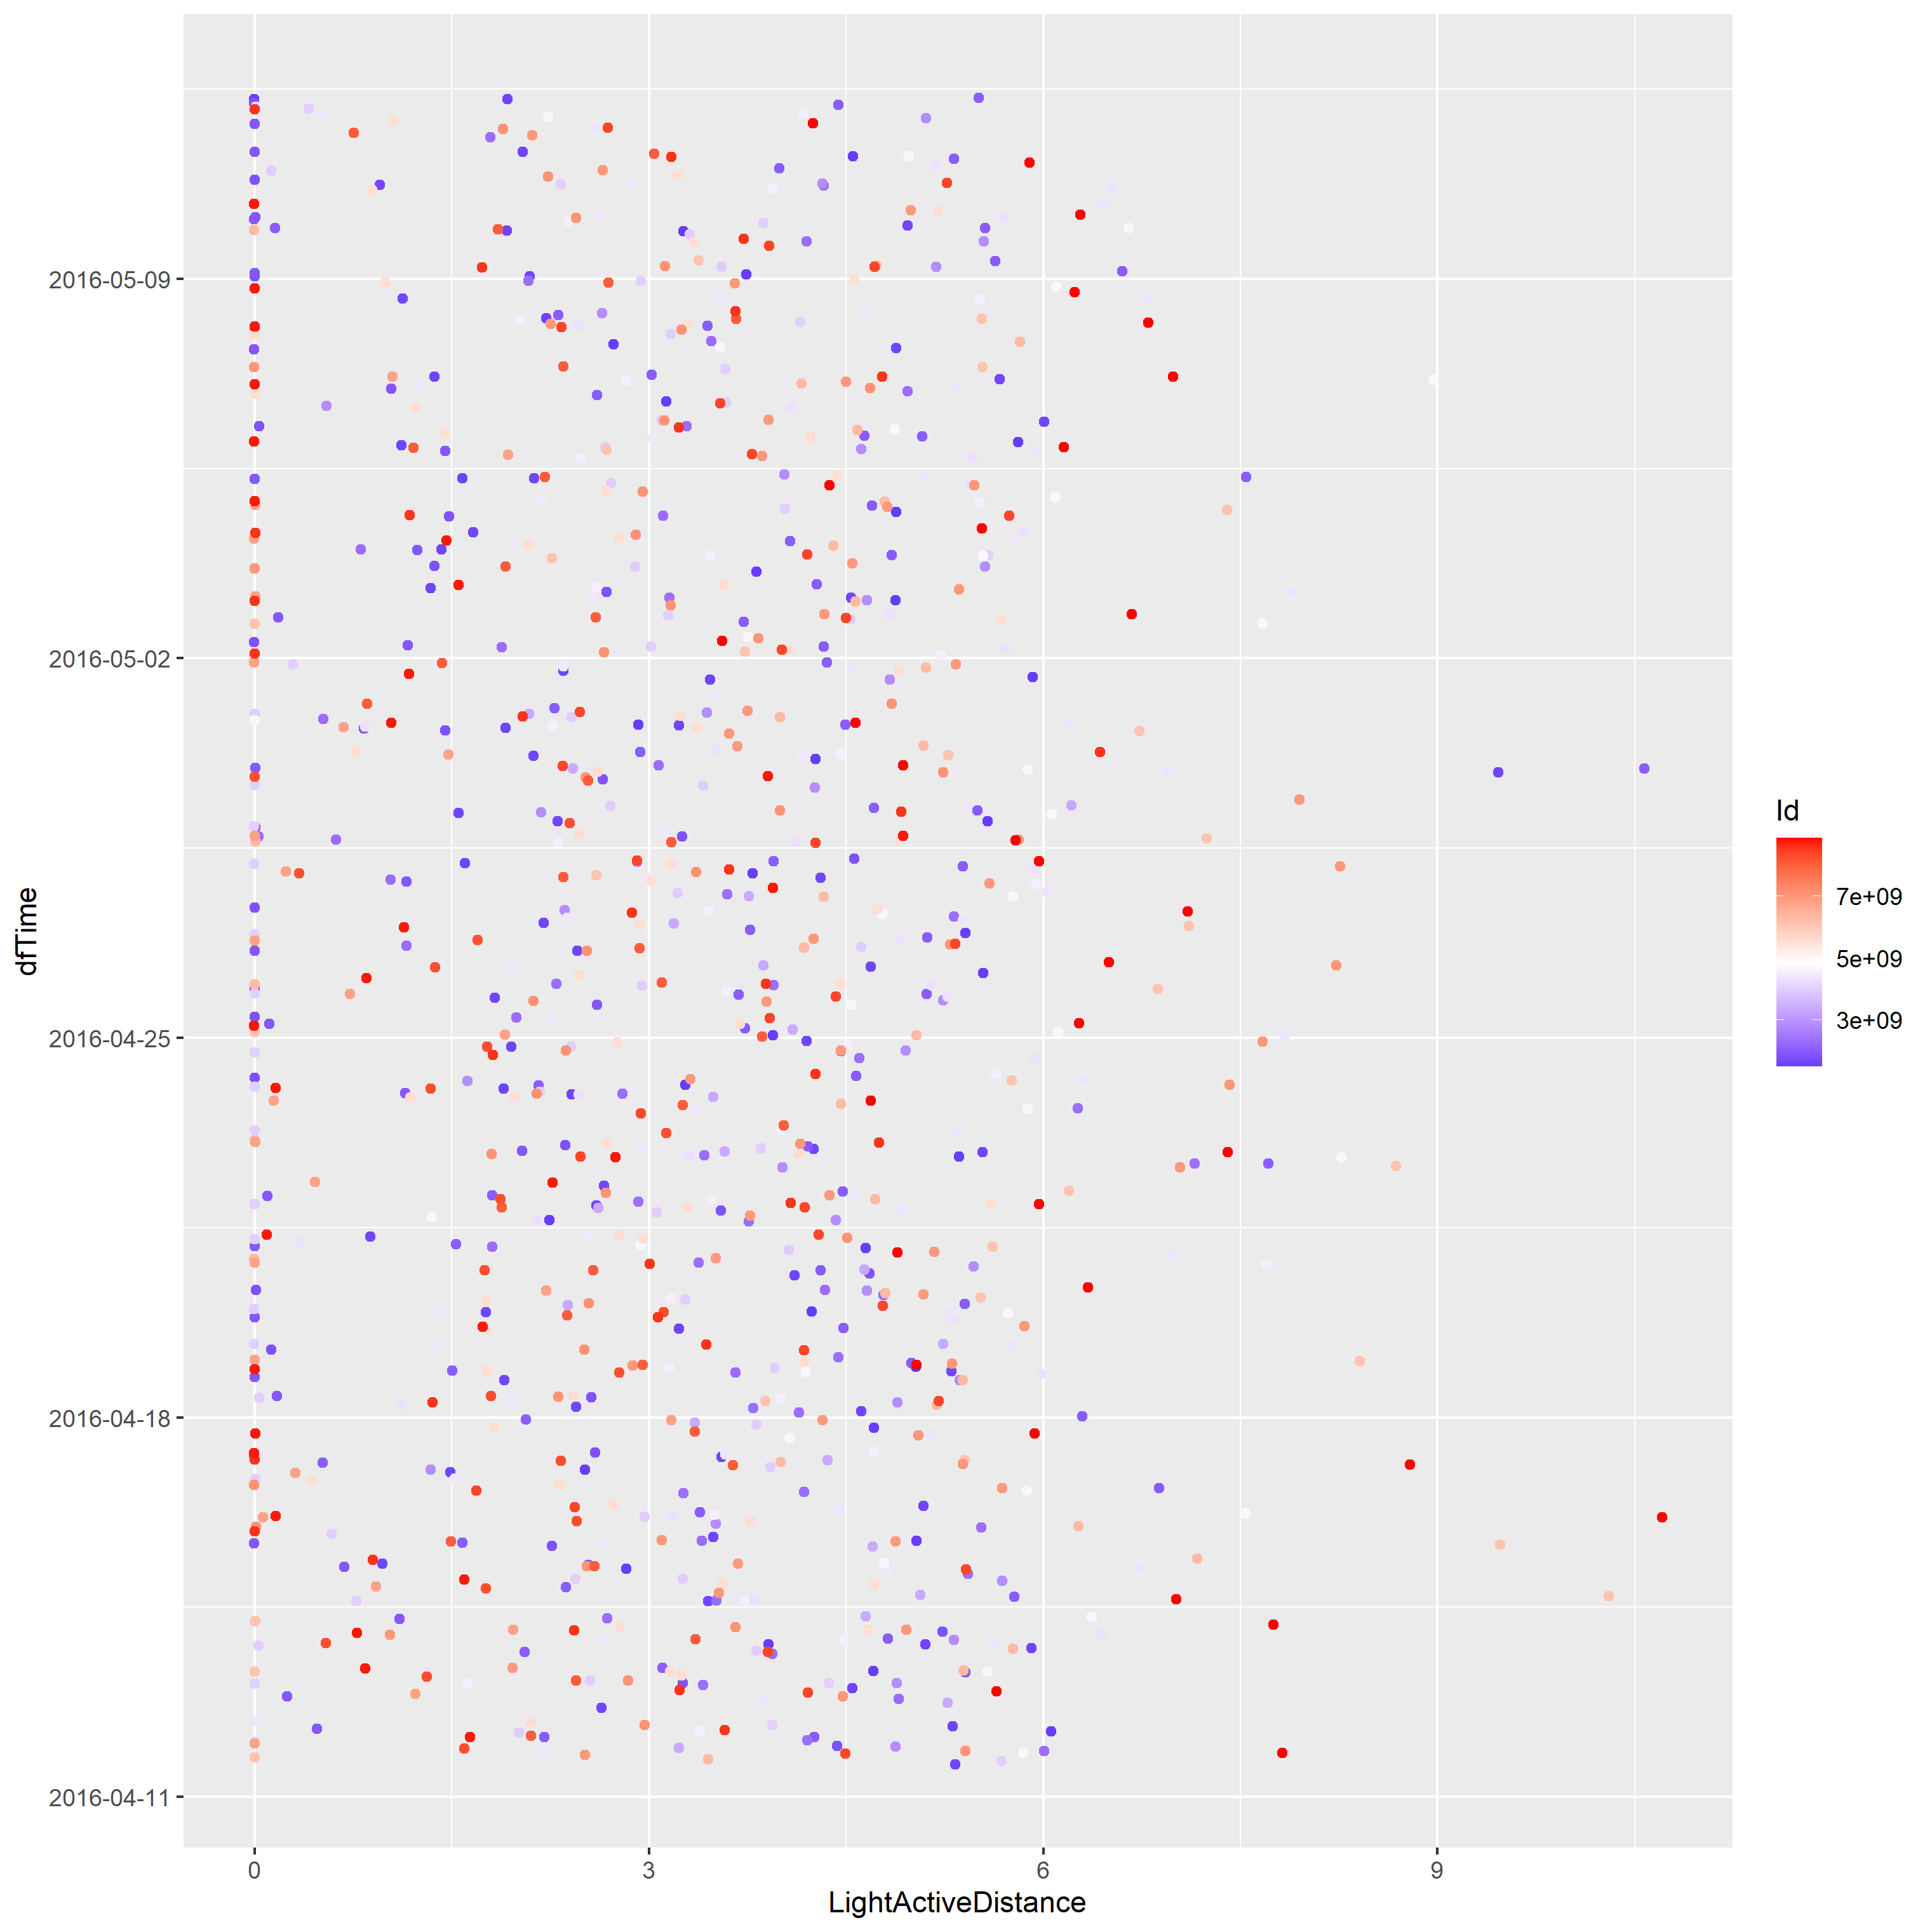 2016-05-09
2016-05-02
2016-04-25
2016-04-18
2016-04-11
dfTime
0 3 6 9
LightActiveDistance
Id
7e+09
5e+09
3e+09